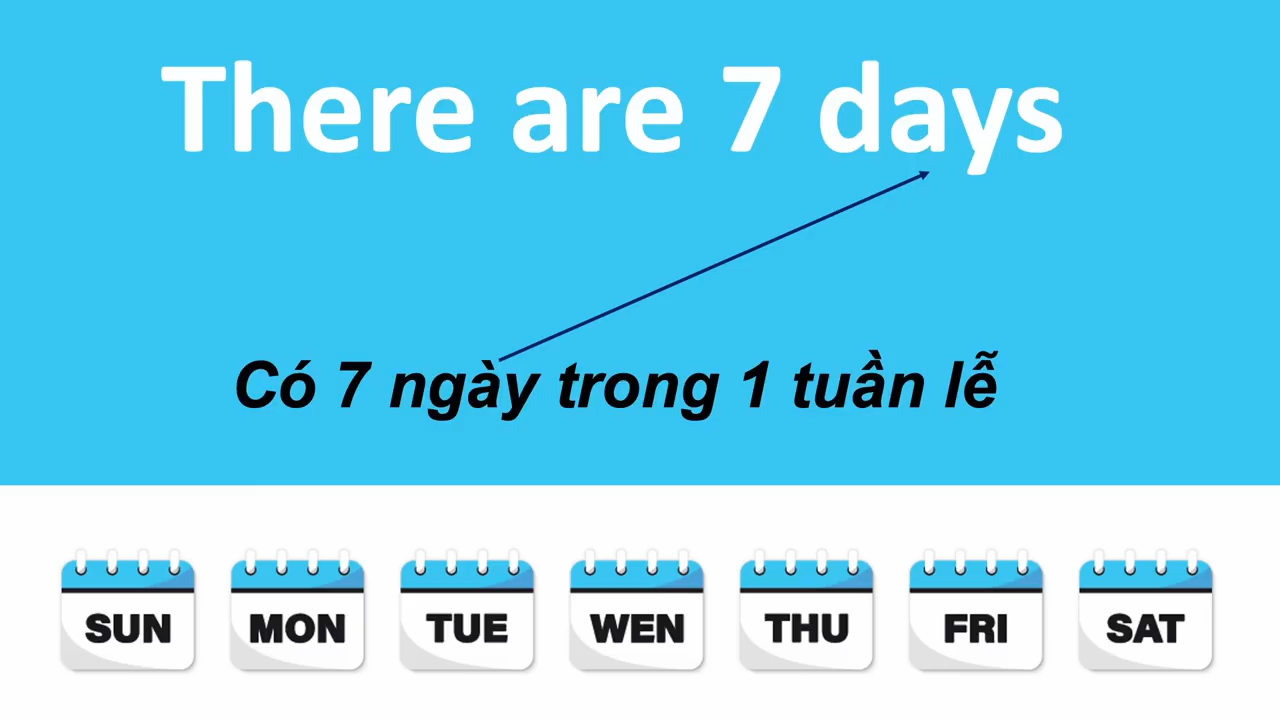 There are 7 days
Có 7 ngày trong 1 tuần lễ
SUN MON TUE WEN THU FRI SAT